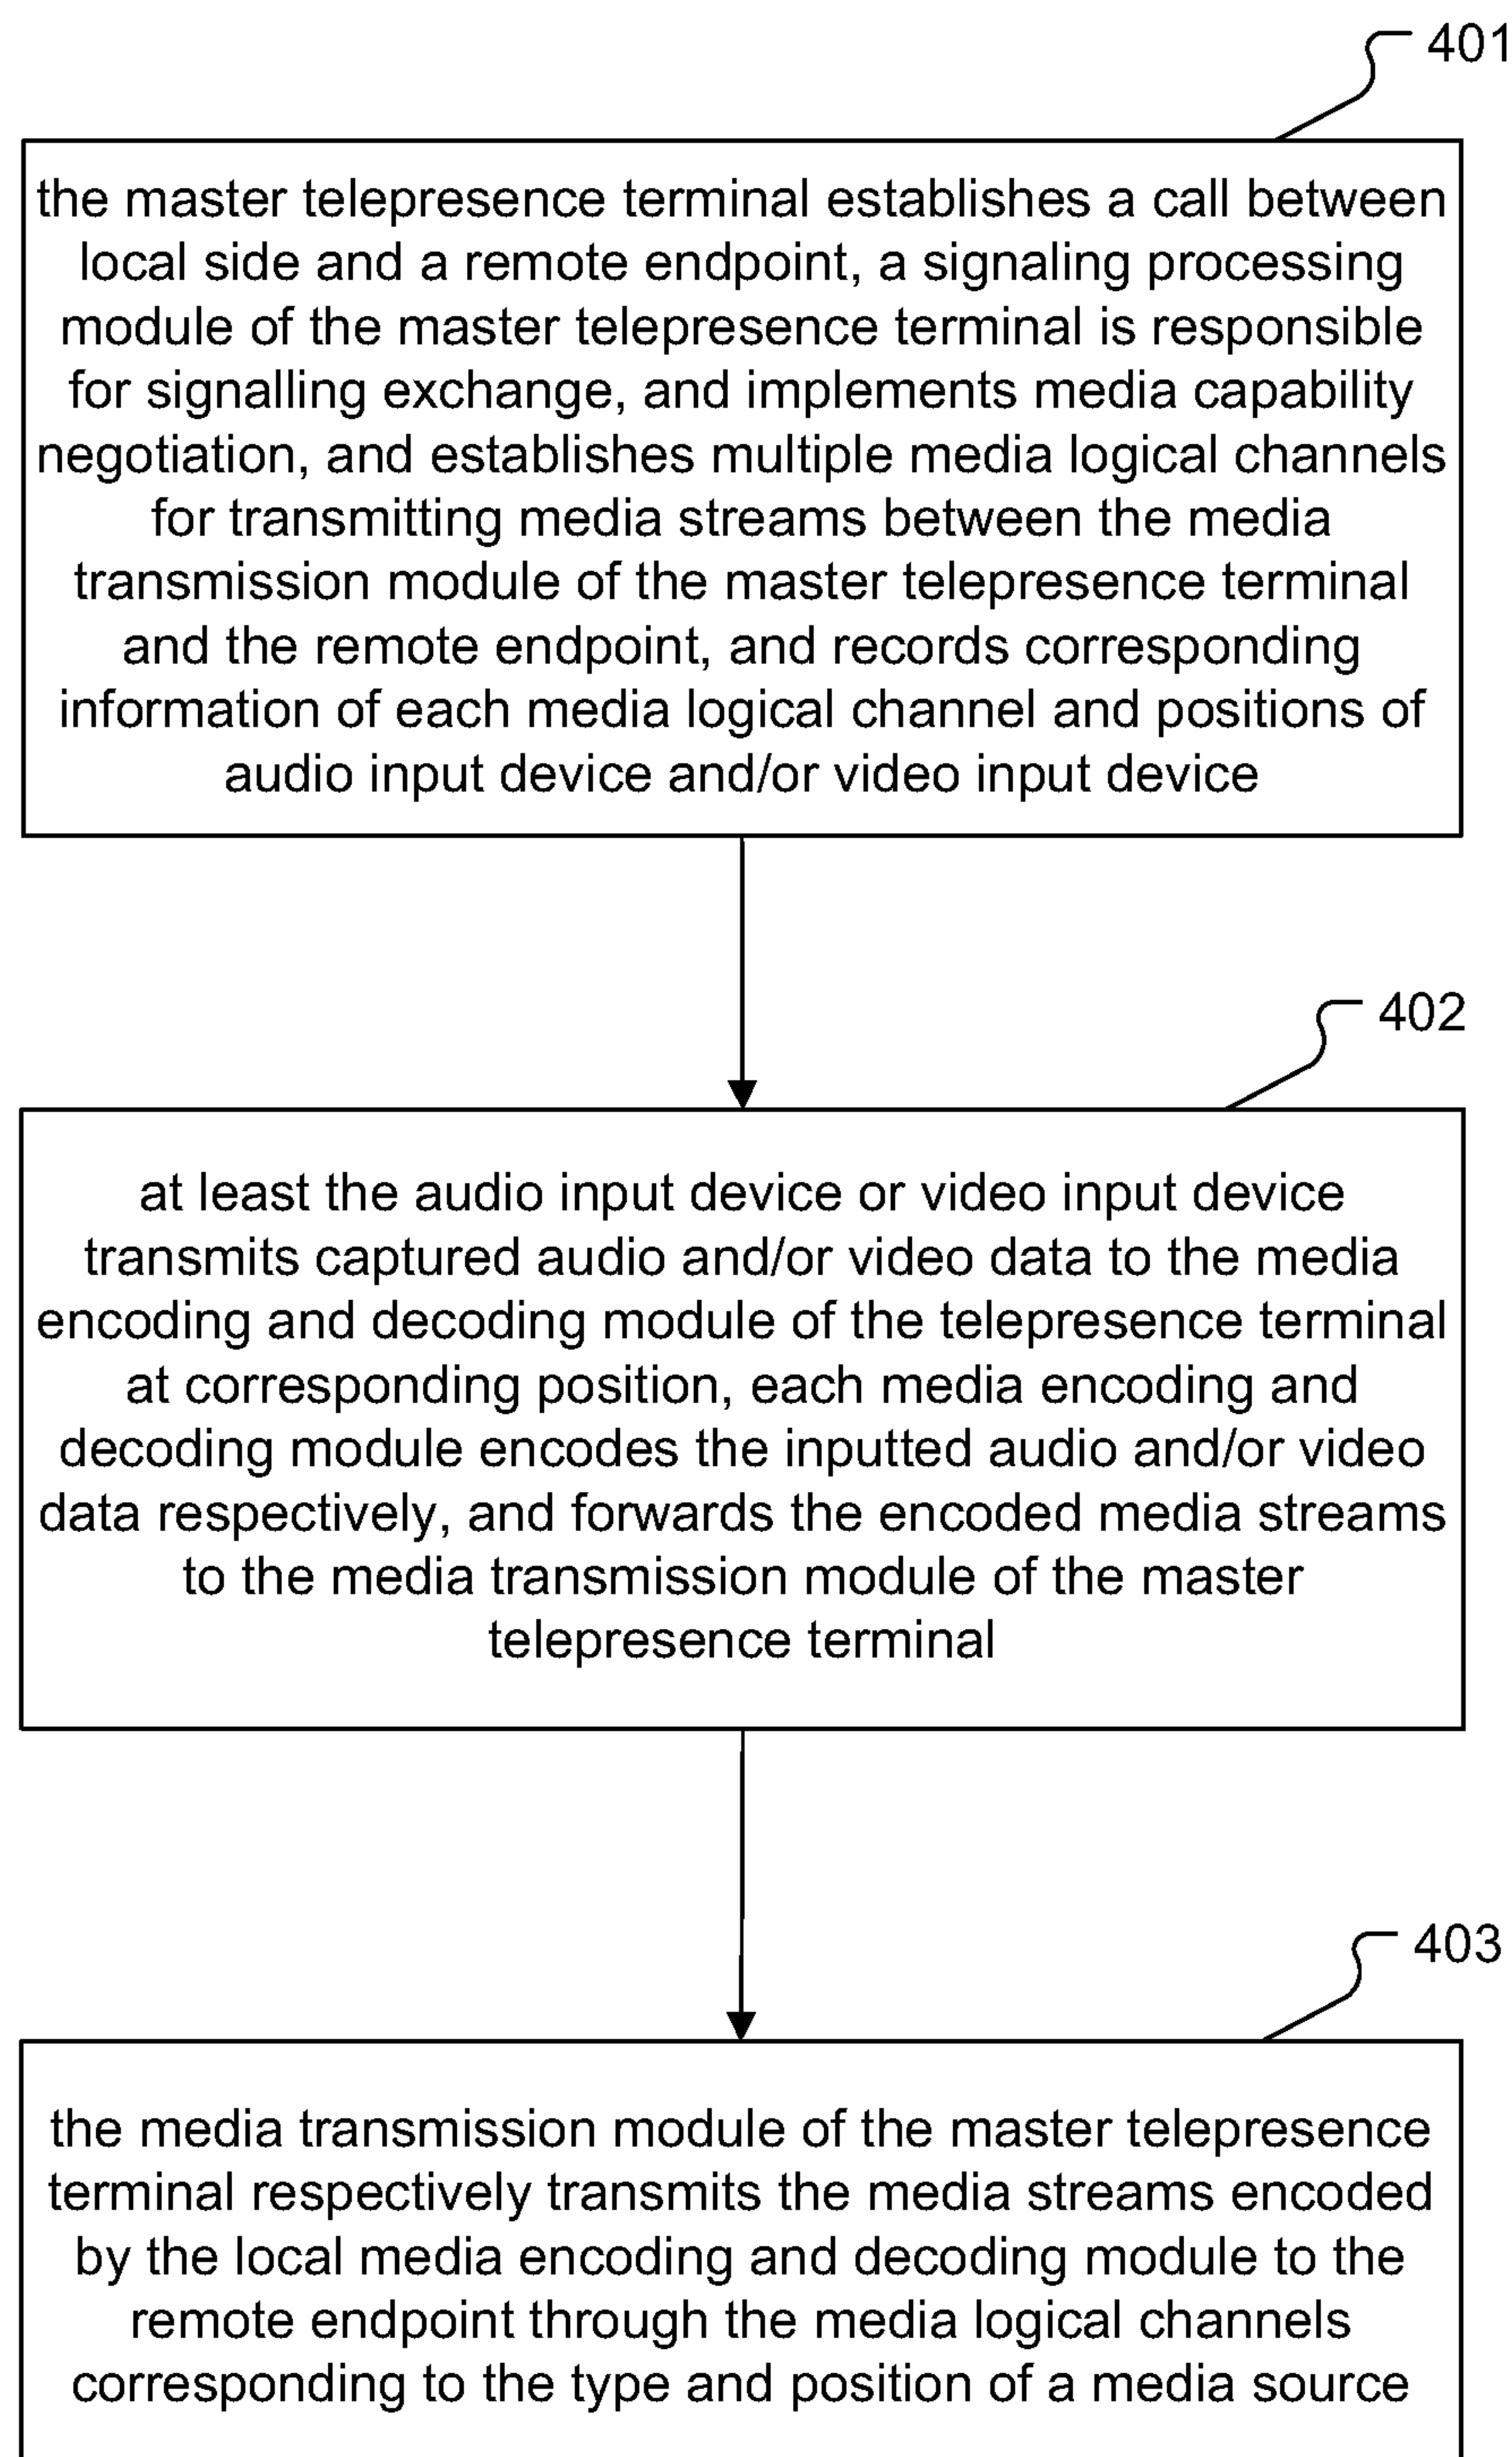 401
the master telepresence terminal establishes a call between
local side and a remote endpoint, a signaling processing
module of the master telepresence terminal is responsible
for signalling exchange, and implements media capability
negotiation, and establishes multiple media logical channels
for transmitting media streams between the media
transmission module of the master telepresence terminal
and the remote endpoint, and records corresponding
information of each media logical channel and positions of
audio input device and/or video input device
402
at least the audio input device or video input device
transmits captured audio and/or video data to the media
encoding and decoding module of the telepresence terminal
at corresponding position, each media encoding and
decoding module encodes the inputted audio and/or video
data respectively, and forwards the encoded media streams
to the media transmission module of the master
telepresence terminal
403
the media transmission module of the master telepresence
terminal respectively transmits the media streams encoded
by the local media encoding and decoding module to the
remote endpoint through the media logical channels
corresponding to the type and position of a media source